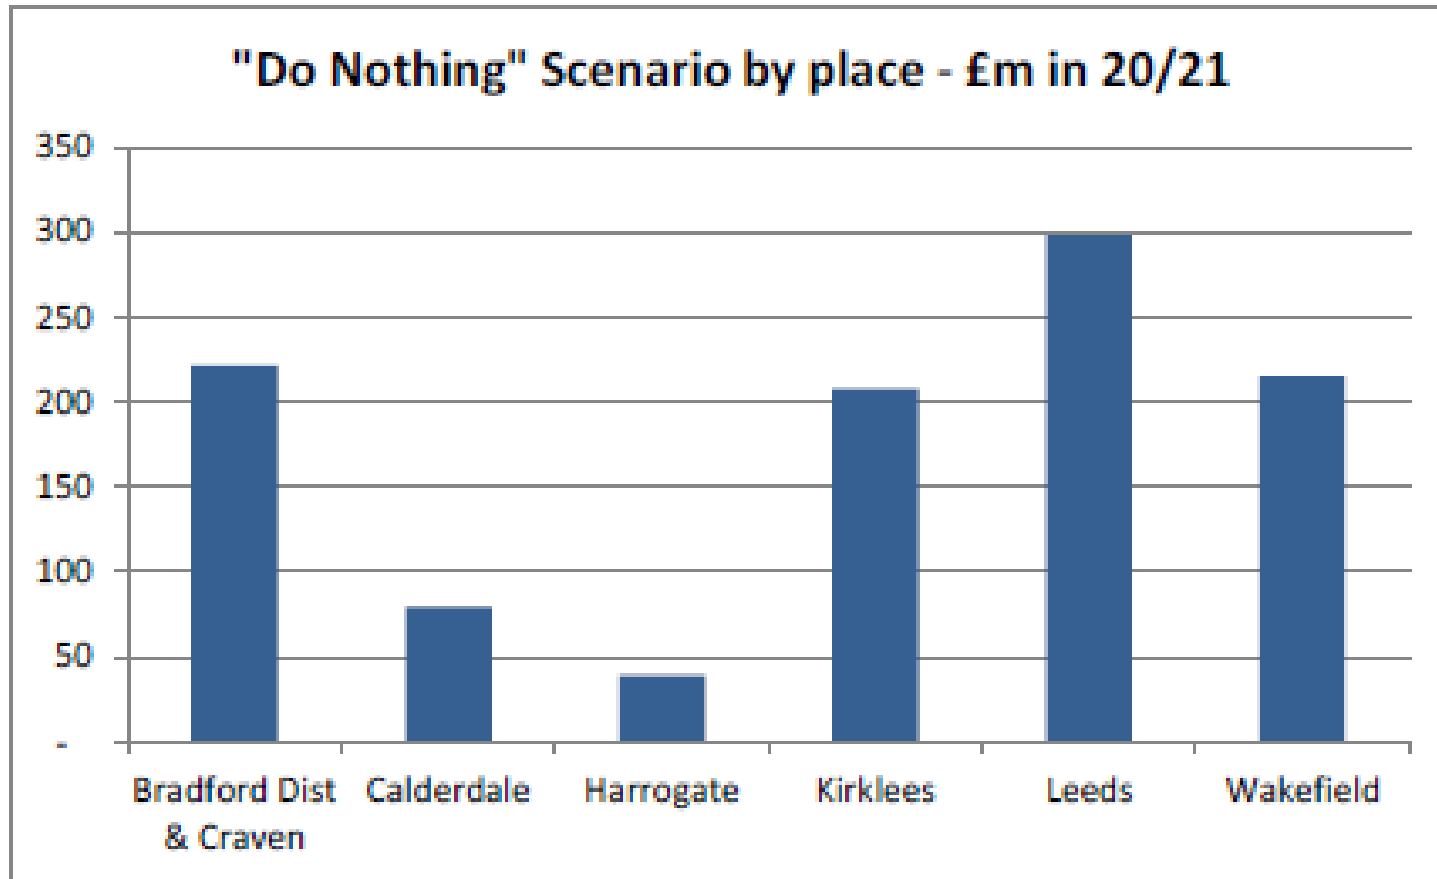 "Do Nothing" Scenario by place - £m in 20/21
350
300
250
200
150
100
50
-
Bradford Dist Calderdale Harrogate Kirklees Leeds Wakefield
& Craven